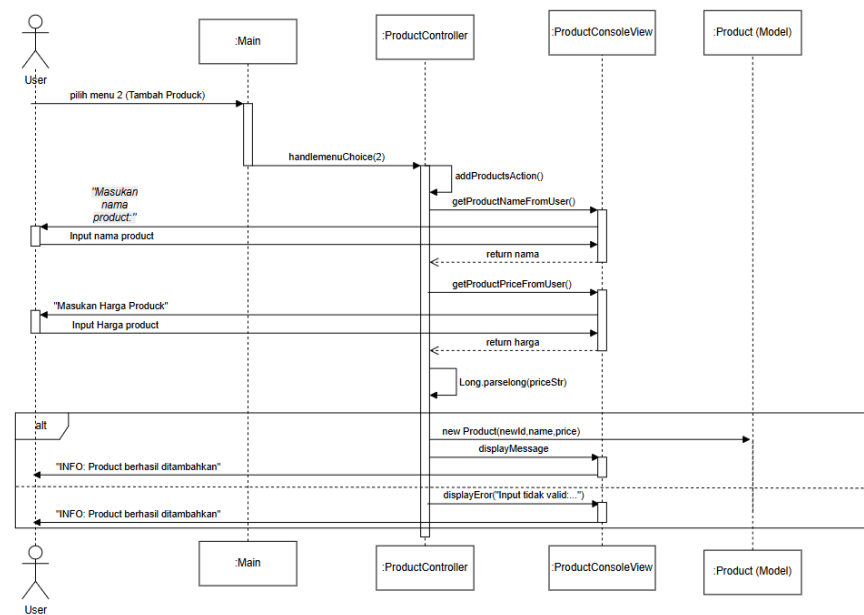 :Main
:ProductController
:ProductConsoleView
:Product (Model)
User
pilih menu 2 (Tambah Produck)
handlemenuChoice(2)
addProductsAction()
"Masukan
nama
product:"
getProductNameFromUser()
Input nama product
return nama
getProductPriceFromUser()
"Masukan Harga Produck"
Input Harga product
return harga
Long.parselong(priceStr)
alt
new Product(newId,name,price)
displayMessage
"INFO: Product berhasil ditambahkan"
displayEror("Input tidak valid:...")
"INFO: Product berhasil ditambahkan"
:Main
:ProductController
:ProductConsoleView
:Product (Model)
User